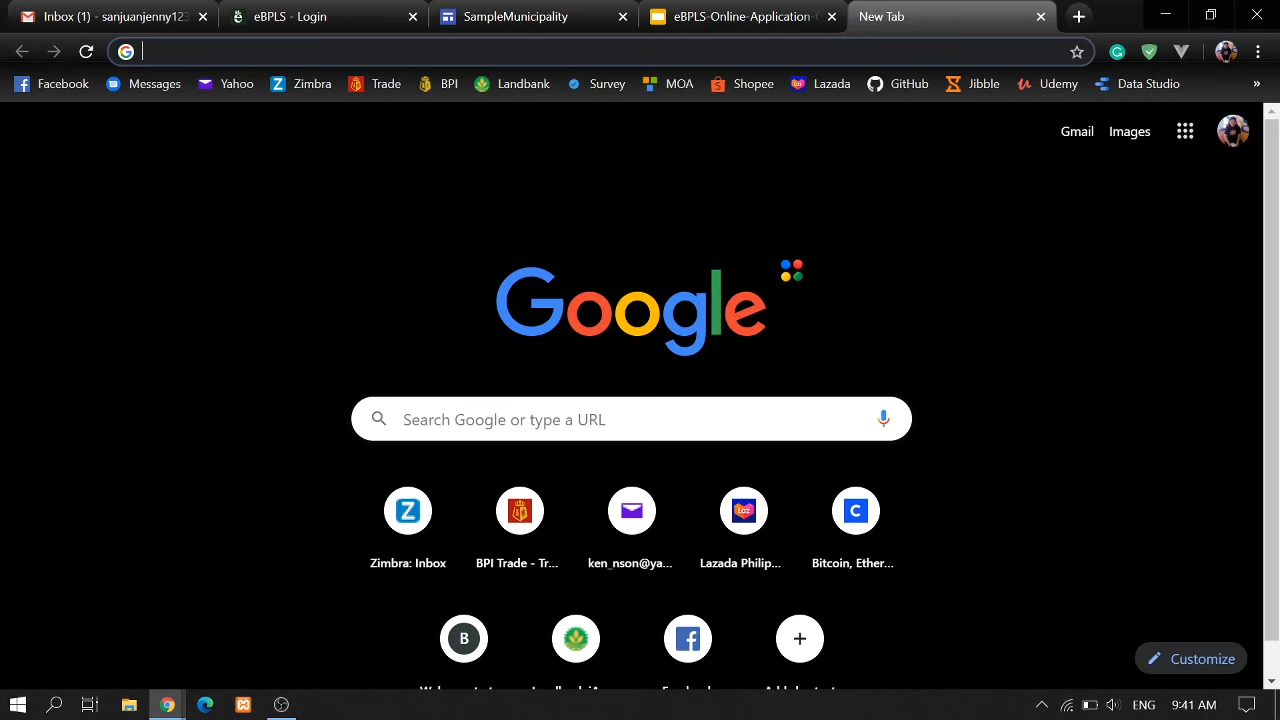 Inbox (1) - sanjuanjenny123
eBPLS - Login
SampleMunicipality
eBPLS-Online-Application-
New Tab
Facebook
Messages
Yahoo
Zimbra
Trade
BPI
Landbank
Survey
MOA
Shopee
Lazada
GitHub
Jibble
Udemy
Data Studio
»
Gmail
Images
Google
Search Google or type a URL
Zimbra: Inbox
BPI Trade - Tr...
ken_nson@ya...
Lazada Philip...
Bitcoin, Ether...
B
Customize
ENG
9:41 AM